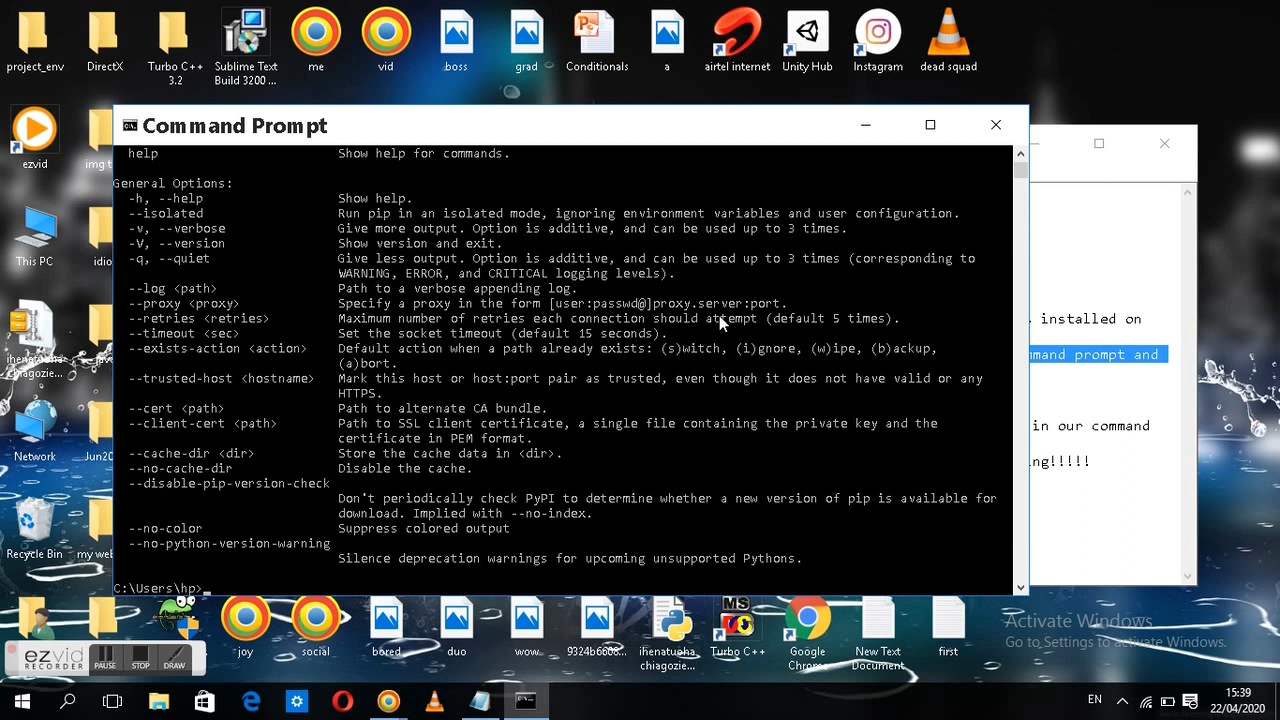 project_env
DirectX
Turbo C++
3.2
Sublime Text
Build 3200 ...
me
vid
boss
grad
Conditionals
a
airtel internet
Unity Hub
Instagram
dead squad
ezvid
img t
This PC
idio
ihenatuoha
chiagozie...
Network
Jun20
Recycle Bin
my web
Command Prompt
help Show help for commands.
General Options:
-h, --help Show help.
--isolated Run pip in an isolated mode, ignoring environment variables and user configuration.
-v, --verbose Give more output. Option is additive, and can be used up to 3 times.
-V, --version Show version and exit.
-q, --quiet Give less output. Option is additive, and can be used up to 3 times (corresponding to
WARNING, ERROR, and CRITICAL logging levels).
--log <path> Path to a verbose appending log.
--proxy <proxy> Specify a proxy in the form [user:passwd@]proxy.server:port.
--retries <retries> Maximum number of retries each connection should attempt (default 5 times).
--timeout <sec> Set the socket timeout (default 15 seconds).
--exists-action <action> Default action when a path already exists: (s)witch, (i)gnore, (w)ipe, (b)ackup,
(a)bort.
--trusted-host <hostname> Mark this host or host:port pair as trusted, even though it does not have valid or any
HTTPS.
--cert <path> Path to alternate CA bundle.
--client-cert <path> Path to SSL client certificate, a single file containing the private key and the
certificate in PEM format.
--cache-dir <dir> Store the cache data in <dir>.
--no-cache-dir Disable the cache.
--disable-pip-version-check
Don't periodically check PyPI to determine whether a new version of pip is available for
download. Implied with --no-index.
--no-color Suppress colored output
--no-python-version-warning
Silence deprecation warnings for upcoming unsupported Pythons.
C:\Users\hp>
installed on
mmand prompt and
in our command
ng!!!!!
joy
social
bored
duo
wow
9324b6608...
ihenatuoha
chiagozie...
MS
Turbo C++
Google
Chrome
New Text
Document
first
Activate Windows
Go to Settings to activate Windows.
ezvid
RECORDER
PAUSE
STOP
DRAW
EN
5:39
22/04/2020